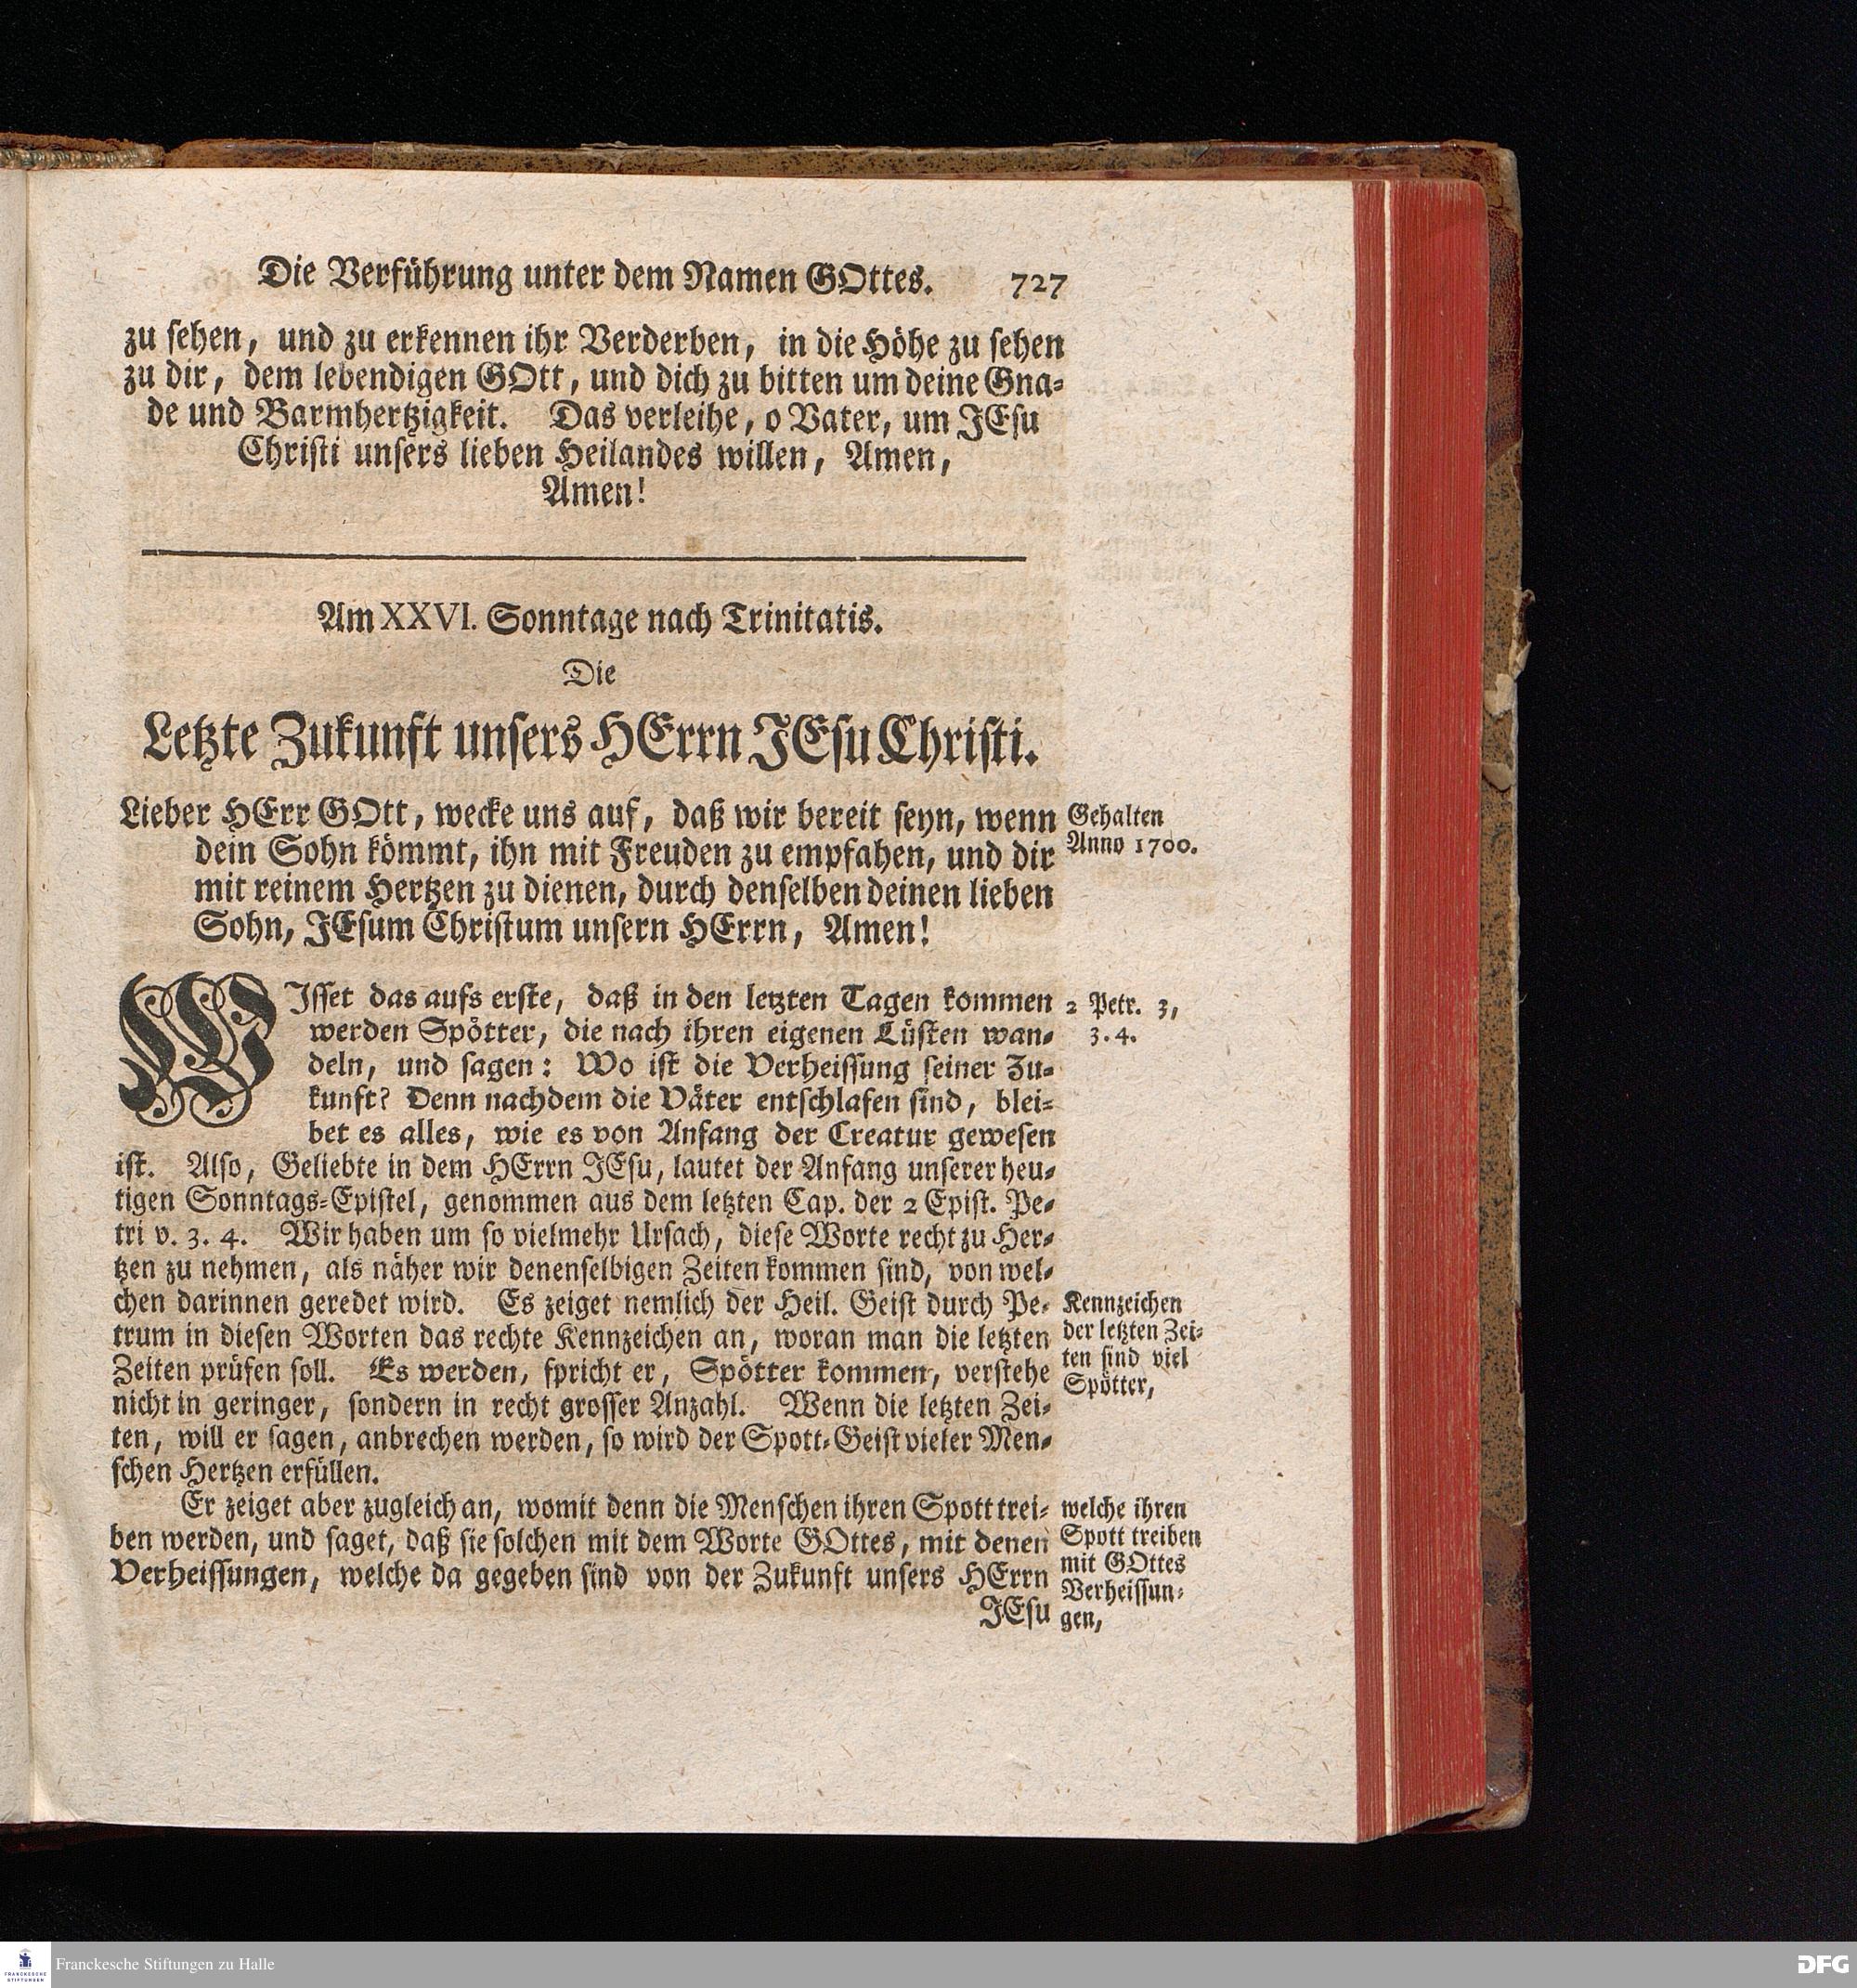 Die Verführung unter dem Namen GOttes. 727
zu sehen, und zu erkennen ihr Verderben, in die Höhe zu sehen
zu dir, dem lebendigen GOtt, und dich zu bitten um deine Gna-
de und Barmhertzigkeit. Das verleihe, o Vater, um JEsu
Christi unsers lieben Heilandes willen, Amen,
Amen!
Am XXVI. Sonntage nach Trinitatis.
Die
Letzte Zukunft unsers HErrn JEsu Christi.
Lieber HErr GOtt, wecke uns auf, daß wir bereit seyn, wenn
dein Sohn kömmt, ihn mit Freuden zu empfahen, und dir
mit reinem Hertzen zu dienen, durch denselben deinen lieben
Sohn, JEsum Christum unsern HErrn, Amen!
Gehalten
Anno 1700.
WIsset das aufs erste, daß in den letzten Tagen kommen
werden Spötter, die nach ihren eigenen Lüsten wan-
deln, und sagen: Wo ist die Verheissung seiner Zu-
kunft? Denn nachdem die Väter entschlafen sind, blei-
bet es alles, wie es von Anfang der Creatur gewesen
ist. Also, Geliebte in dem HErrn JEsu, lautet der Anfang unserer heu-
tigen Sonntags-Epistel, genommen aus dem letzten Cap. der 2 Epist. Pe-
tri v. 3. 4. Wir haben um so vielmehr Ursach, diese Worte recht zu Her-
tzen zu nehmen, als näher wir denenselbigen Zeiten kommen sind, von wel-
chen darinnen geredet wird. Es zeiget nemlich der Heil. Geist durch Pe-
trum in diesen Worten das rechte Kennzeichen an, woran man die letzten
Zeiten prüfen soll. Es werden, spricht er, Spötter kommen, verstehe
nicht in geringer, sondern in recht grosser Anzahl. Wenn die letzten Zei-
ten, will er sagen, anbrechen werden, so wird der Spott-Geist vieler Men-
schen Hertzen erfüllen.
2 Petr. 3,
3. 4.
Kennzeichen
der letzten Zei-
ten sind viel
Spötter,
Er zeiget aber zugleich an, womit denn die Menschen ihren Spott trei-
ben werden, und saget, daß sie solchen mit dem Worte GOttes, mit denen
Verheissungen, welche da gegeben sind von der Zukunft unsers HErrn
JEsu
welche ihren
Spott treiben
mit GOttes
Verheissun-
gen,
FRANCKESCHE
STIFTUNGEN
Franckesche Stiftungen zu Halle
DFG